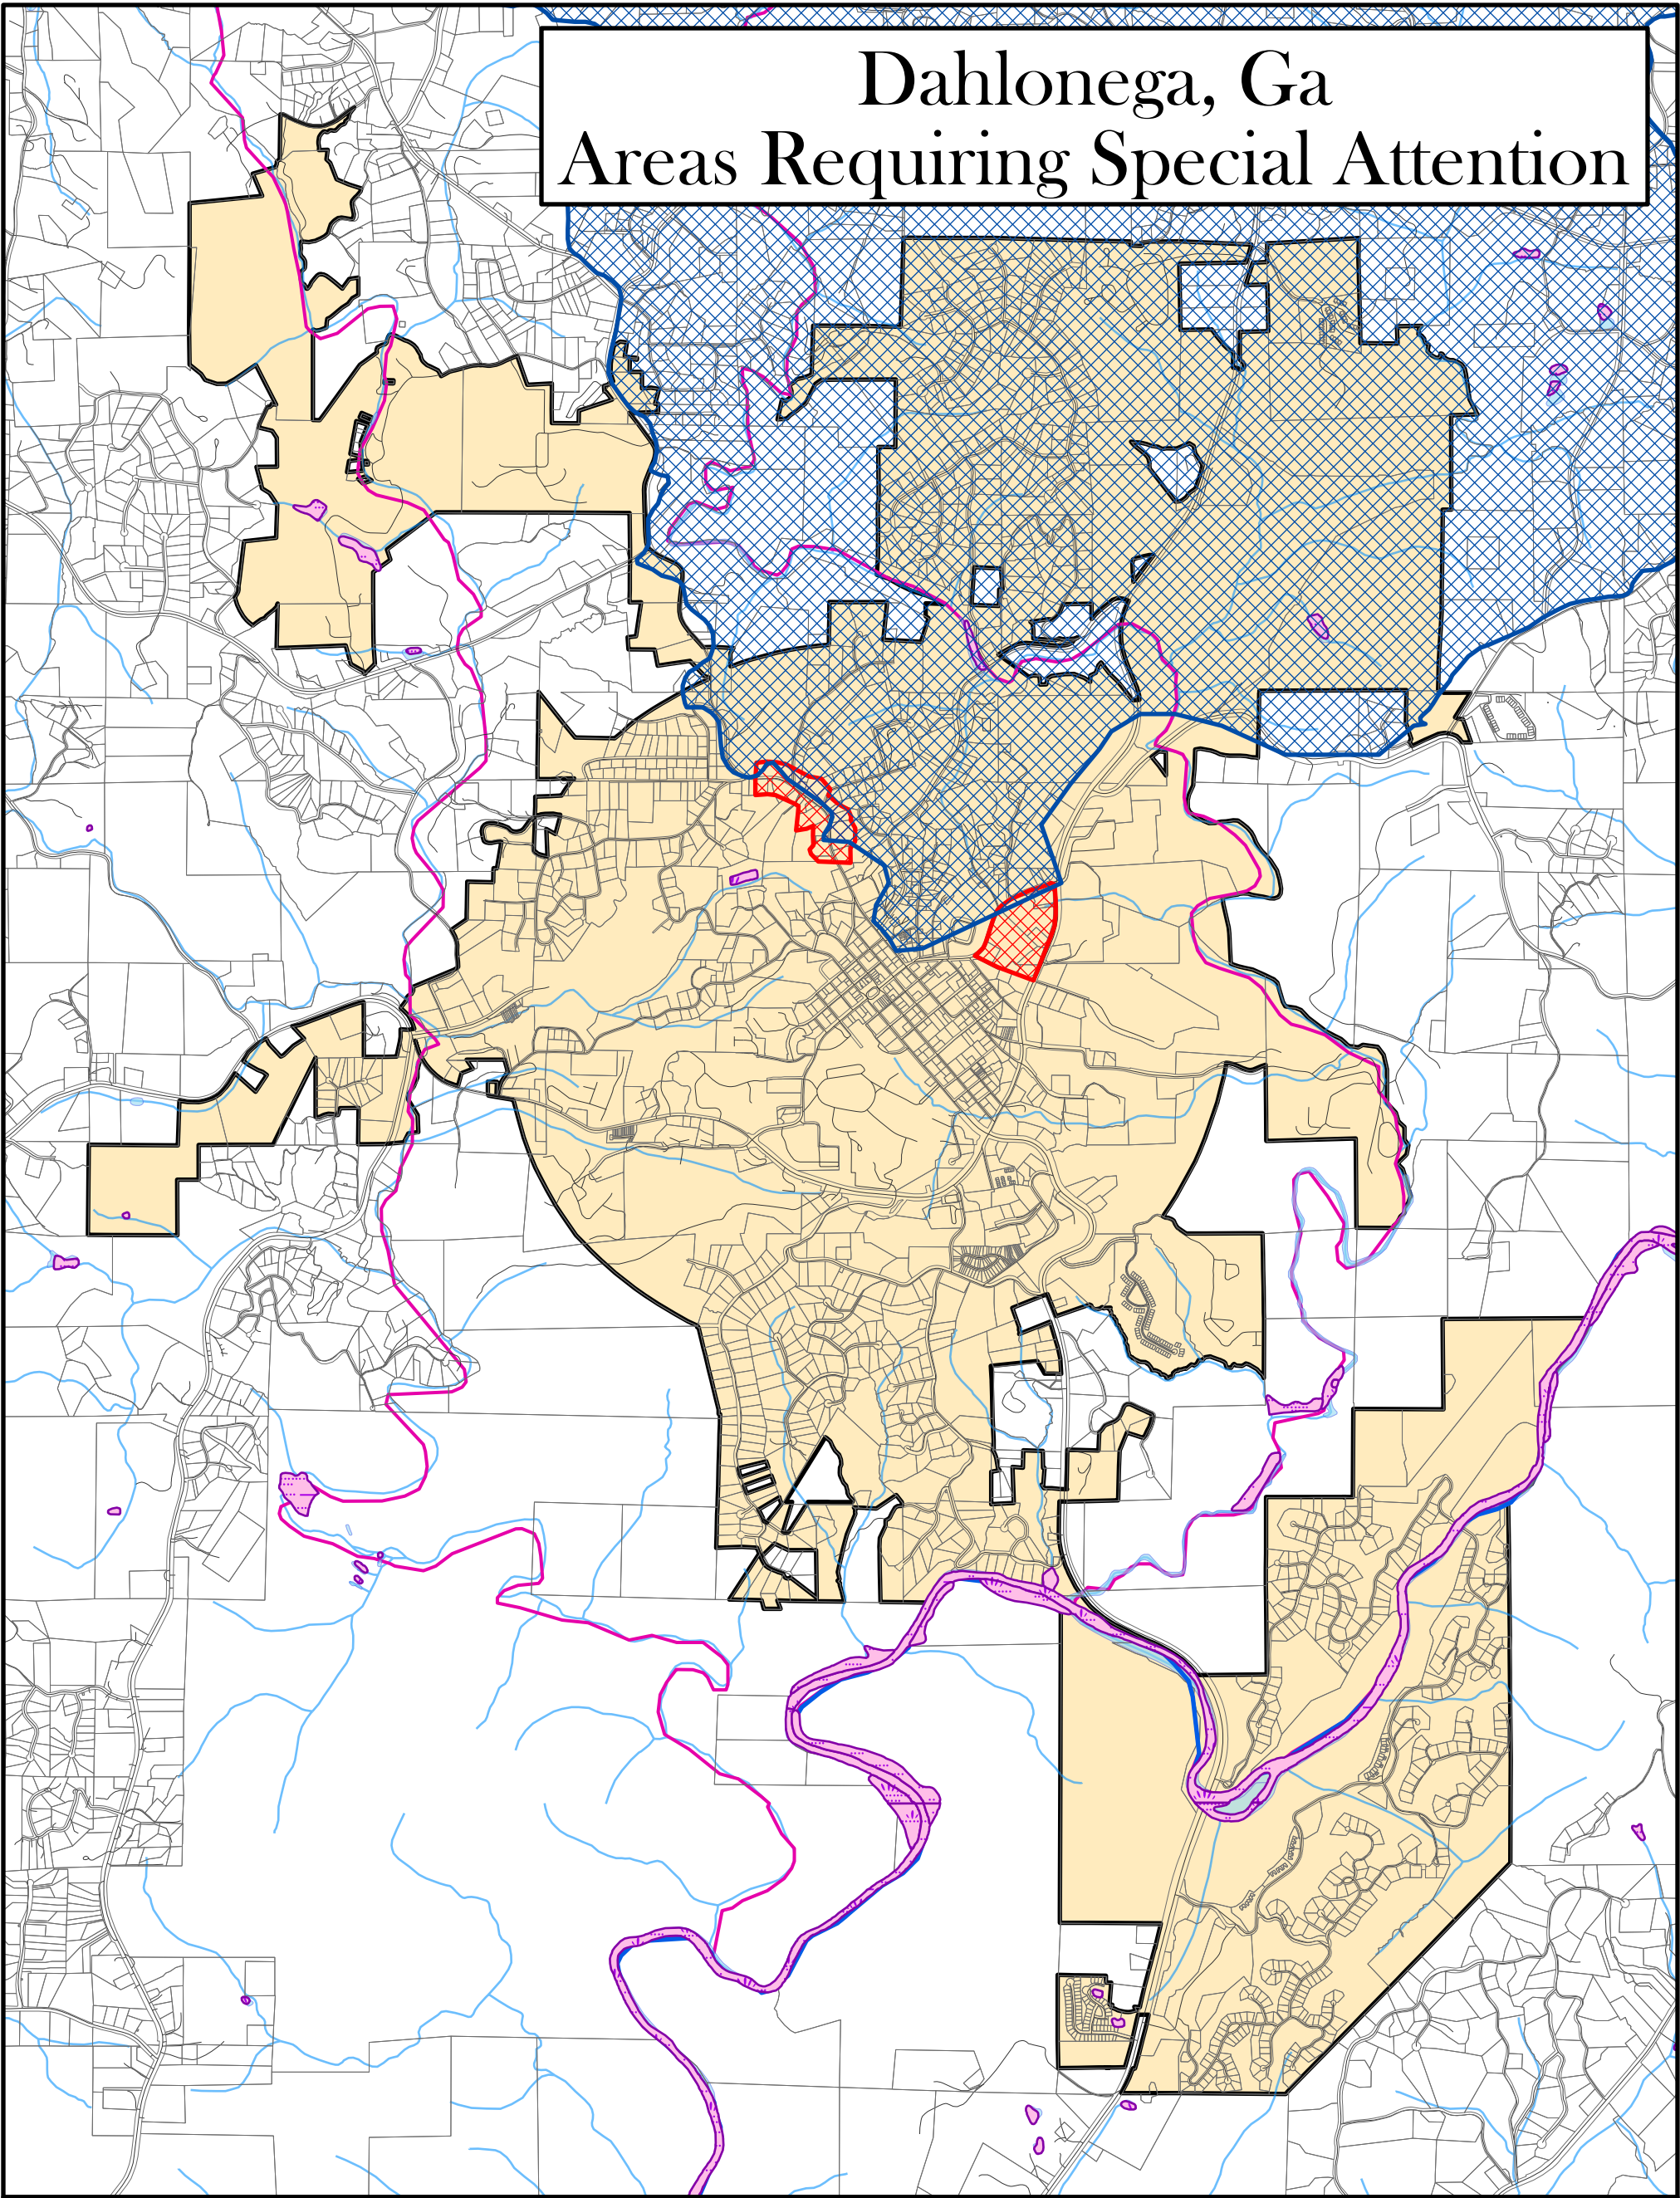 Dahlonega, Ga
Areas Requiring Special Attention